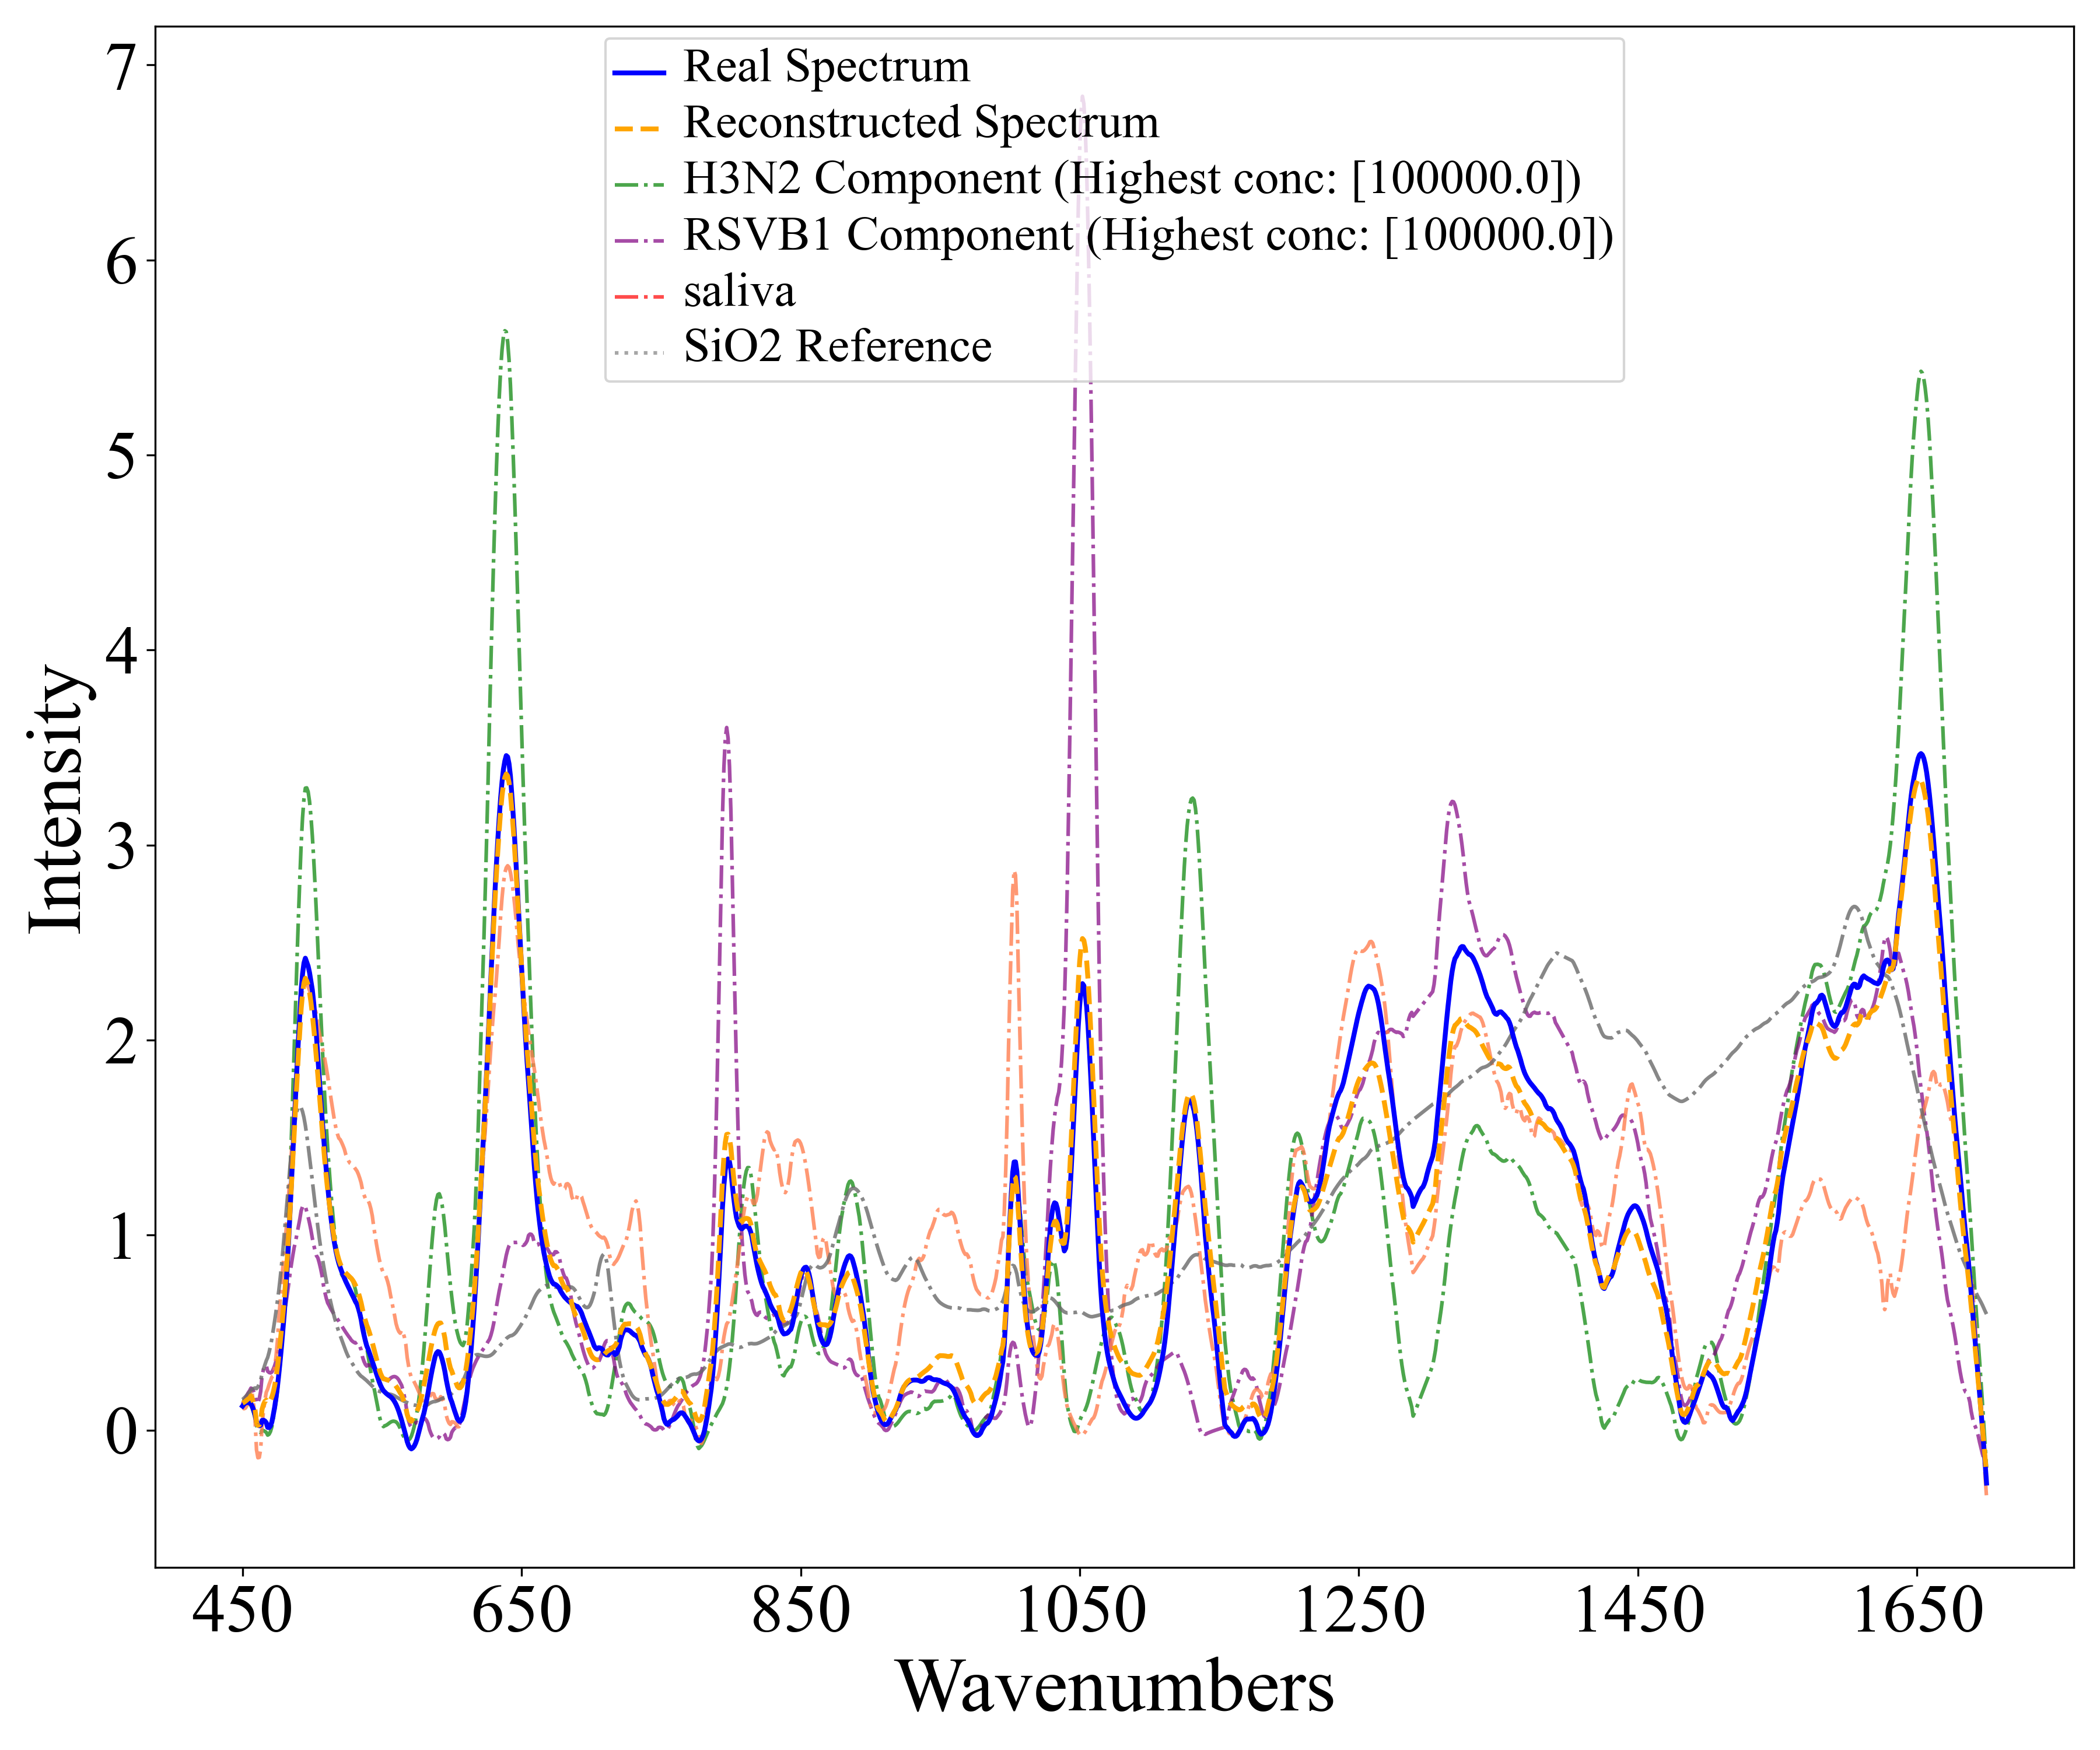 Intensity
7
6
5
4
3
2
1
0
Real Spectrum
Reconstructed Spectrum
H3N2 Component (Highest conc: [100000.0])
RSVB1 Component (Highest conc: [100000.0])
saliva
SiO2 Reference
450 650 850 1050 1250 1450 1650
Wavenumbers